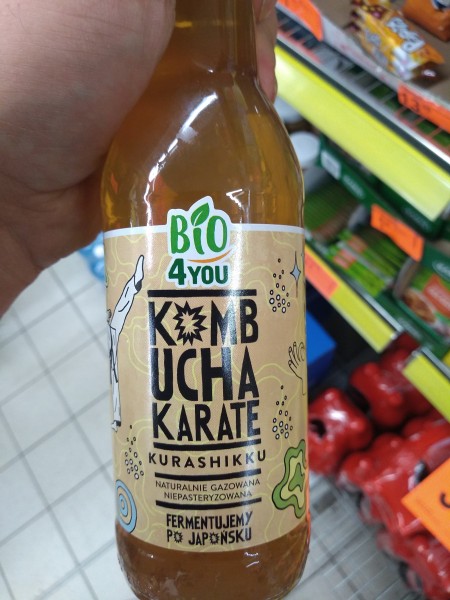 BiO
4YOU
KOMB
UCHA
KARATE
KURASHIKKU
NATURALNIE GAZOWANA
NIEPASTERYZOWANA
FERMENTUJEMY
PO JAPOŃSKU